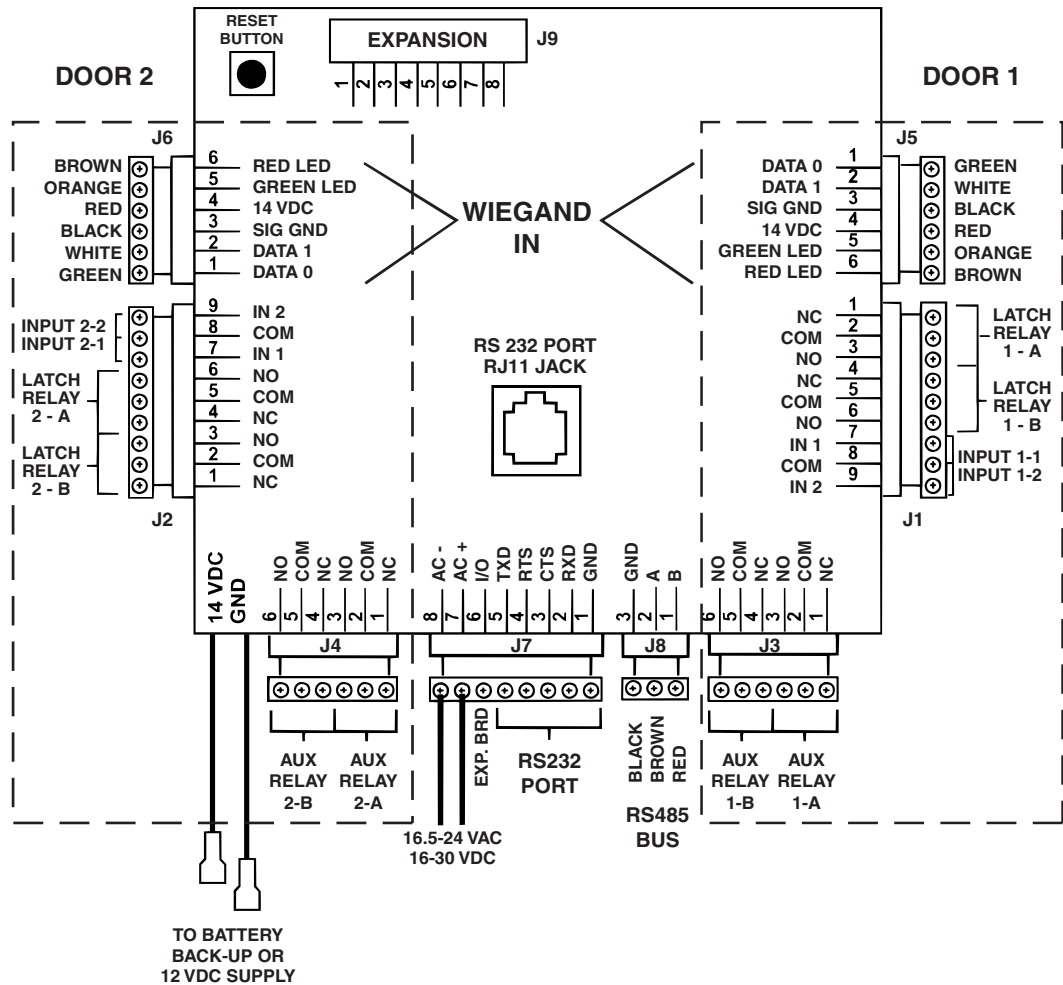 RESET
BUTTON
EXPANSION
J9
1 2 3 4 5 6 7 8
DOOR 2
DOOR 1
J6
BROWN 6 RED LED
ORANGE 5 GREEN LED
RED 4 14 VDC
BLACK 3 SIG GND
WHITE 2 DATA 1
GREEN 1 DATA 0
WIEGAND
IN
J5
DATA 0 1 GREEN
DATA 1 2 WHITE
SIG GND 3 BLACK
14 VDC 4 RED
GREEN LED 5 ORANGE
RED LED 6 BROWN
9 IN 2
8 COM
7 IN 1
6 NO
5 COM
4 NC
3 NO
2 COM
1 NC
INPUT 2-2
INPUT 2-1
LATCH
RELAY
2 - A
LATCH
RELAY
2 - B
J2
RS 232 PORT
RJ11 JACK
NC 1
COM 2
NO 3
NC 4
COM 5
NO 6
IN 1 7
COM 8
IN 2 9
LATCH
RELAY
1 - A
LATCH
RELAY
1 - B
INPUT 1-1
INPUT 1-2
J1
14 VDC
GND
NO COM NC NO COM NC
6 5 4 3 2 1
J4
AUX
RELAY
2-B
AUX
RELAY
2-A
AC - AC + I/O TXD RTS CTS RXD GND
8 7 6 5 4 3 2 1
J7
EXP. BRD
RS232
PORT
16.5-24 VAC
16-30 VDC
GND A B
3 2 1
J8
BLACK
BROWN
RED
RS485
BUS
NO COM NC NO COM NC
6 5 4 3 2 1
J3
AUX
RELAY
1-B
AUX
RELAY
1-A
TO BATTERY
BACK-UP OR
12 VDC SUPPLY